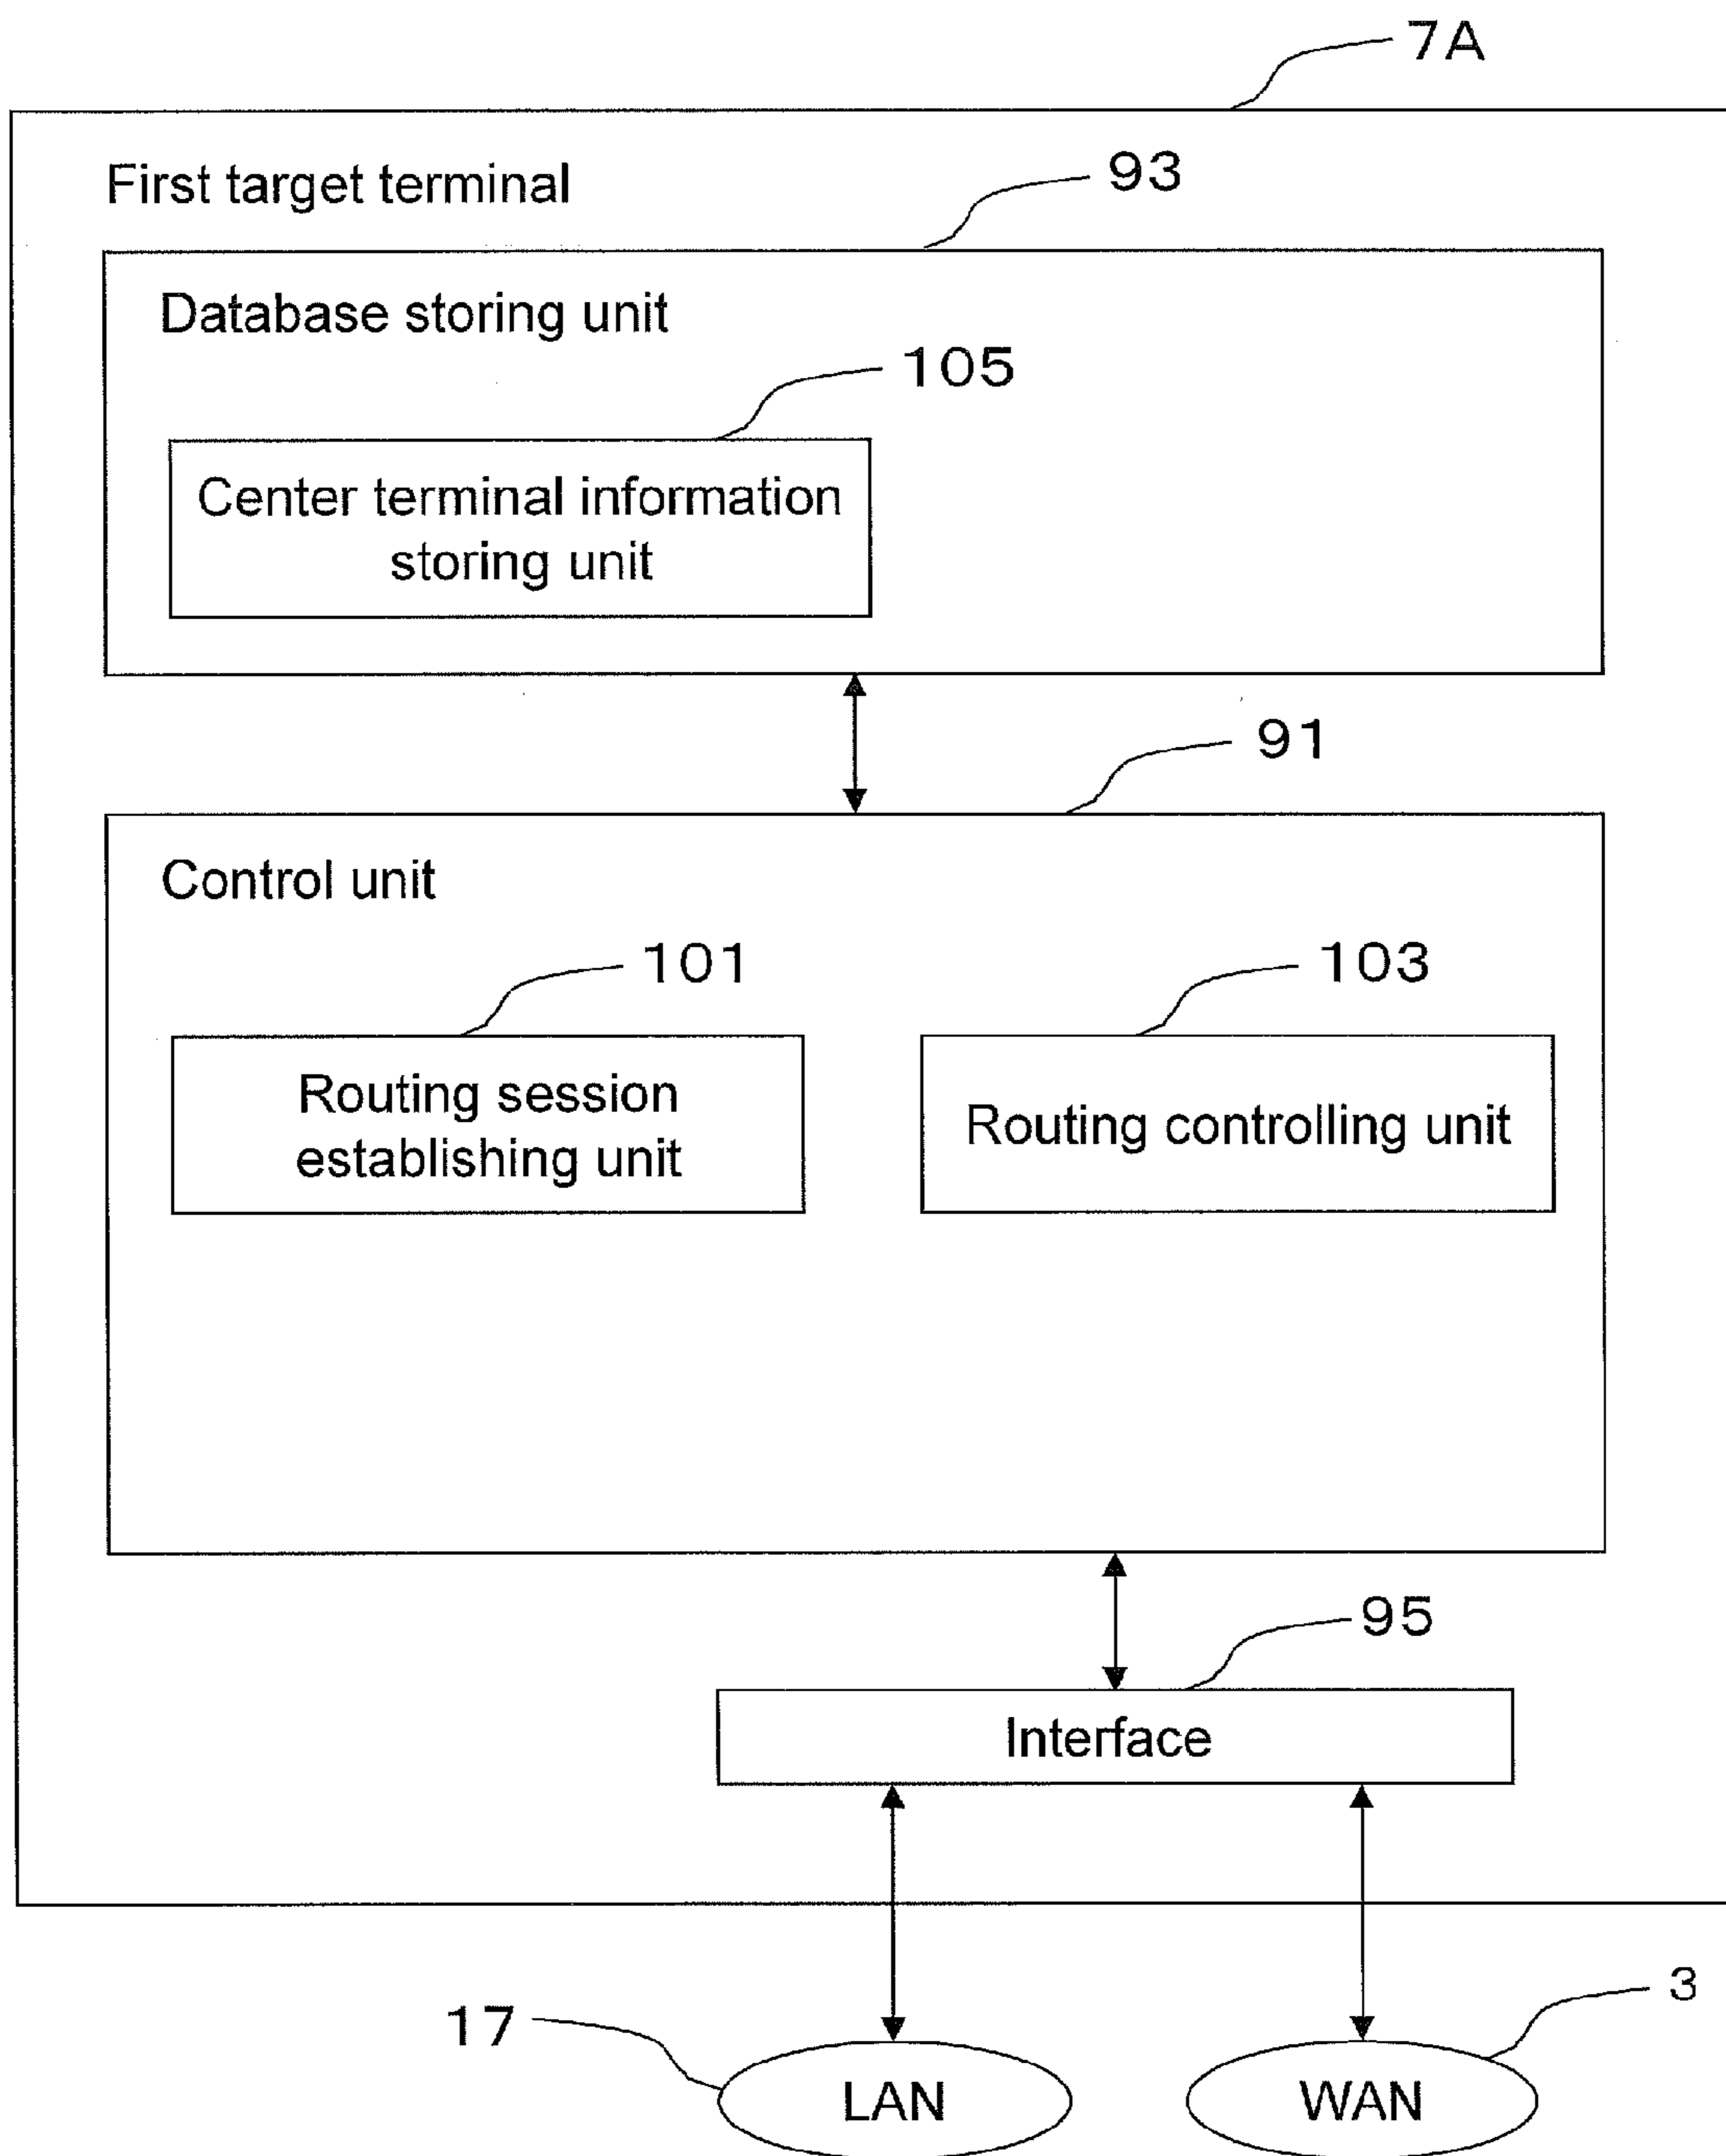 7A
First target terminal
93
Database storing unit
105
Center terminal information
storing unit
91
Control unit
101
103
Routing session
establishing unit
Routing controlling unit
95
Interface
17
3
LAN
WAN